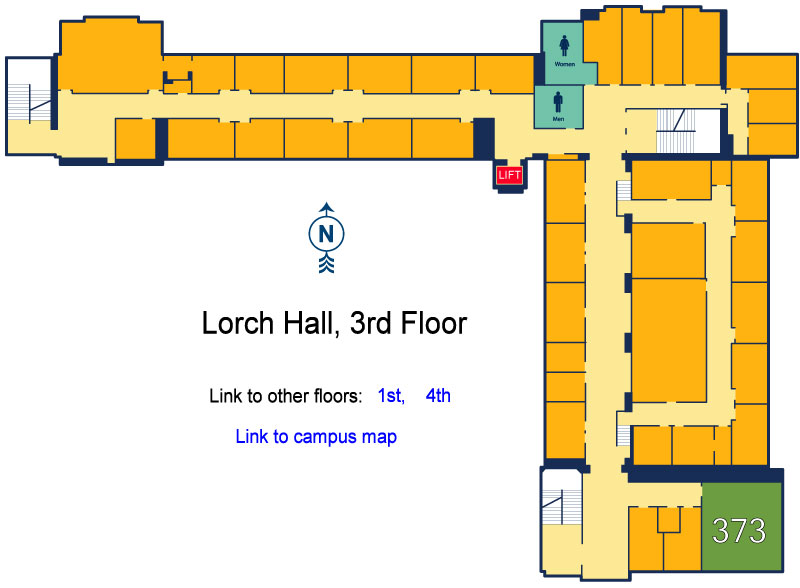 Women
Men
LIFT
N
Lorch Hall, 3rd Floor
Link to other floors: 1st, 4th
Link to campus map
373